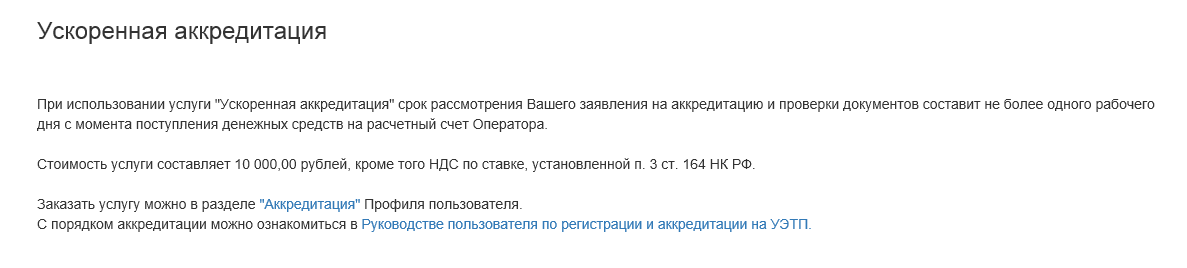 Ускоренная аккредитация
При использовании услуги "Ускоренная аккредитация" срок рассмотрения Вашего заявления на аккредитацию и проверки документов составит не более одного рабочего
дня с момента поступления денежных средств на расчетный счет Оператора.
Стоимость услуги составляет 10 000,00 рублей, кроме того НДС по ставке, установленной п. 3 ст. 164 НК РФ.
Заказать услугу можно в разделе "Аккредитация" Профиля пользователя.
С порядком аккредитации можно ознакомиться в Руководстве пользователя по регистрации и аккредитации на УЭТП.